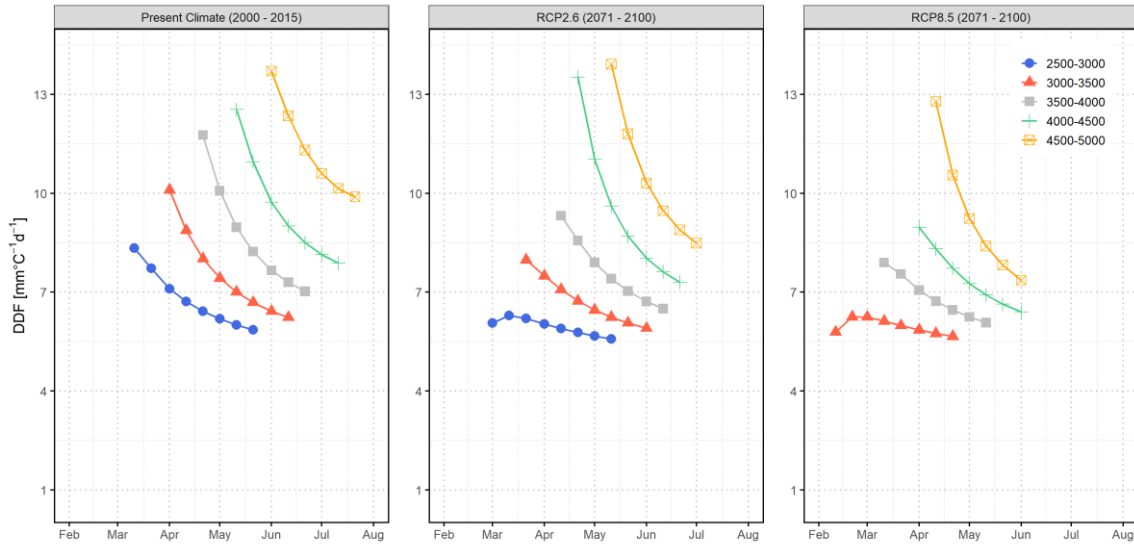 Present Climate (2000 - 2015)
RCP2.6 (2071 - 2100)
RCP8.5 (2071 - 2100)
DDF [mm°C⁻¹d⁻¹]
13
10
7
4
1
Feb Mar Apr May Jun Jul Aug
13
10
7
4
1
Feb Mar Apr May Jun Jul Aug
13
10
7
4
1
Feb Mar Apr May Jun Jul Aug
2500-3000
3000-3500
3500-4000
4000-4500
4500-5000